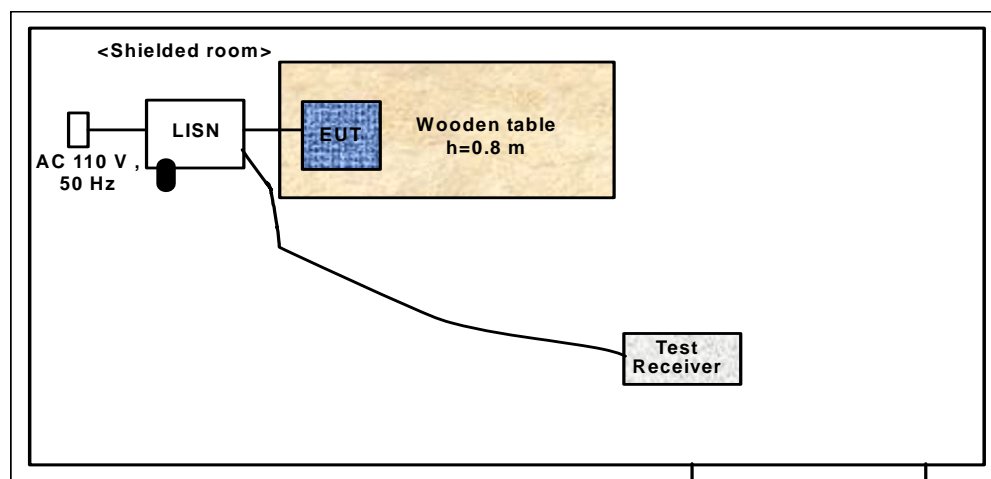 <Shielded room>
LISN
EUT
Wooden table
h=0.8 m
AC 110 V ,
50 Hz
Test
Receiver